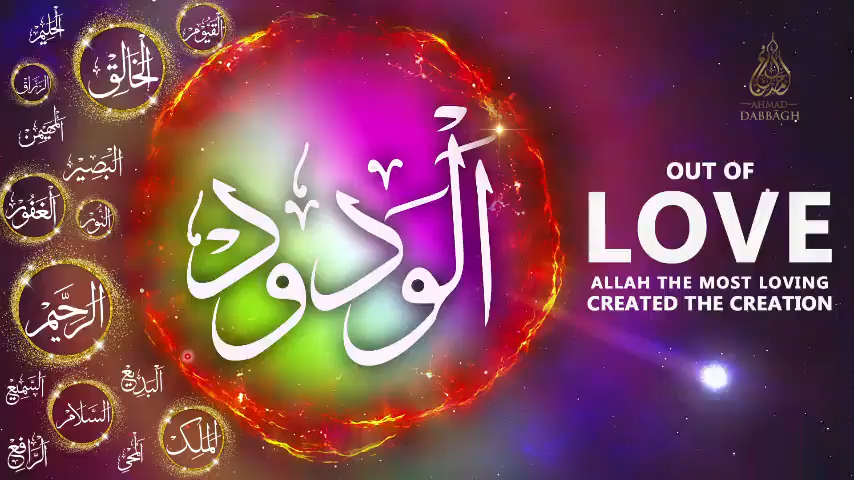 الحليم
القيوم
الخالق
الرزاق
المهيمن
البصير
الغفور
النور
الرحيم
البديع
السميع
السلام
الملك
الرافع
المحي
الودود
AHMAD
DABBAGH
OUT OF
LOVE
ALLAH THE MOST LOVING
CREATED THE CREATION